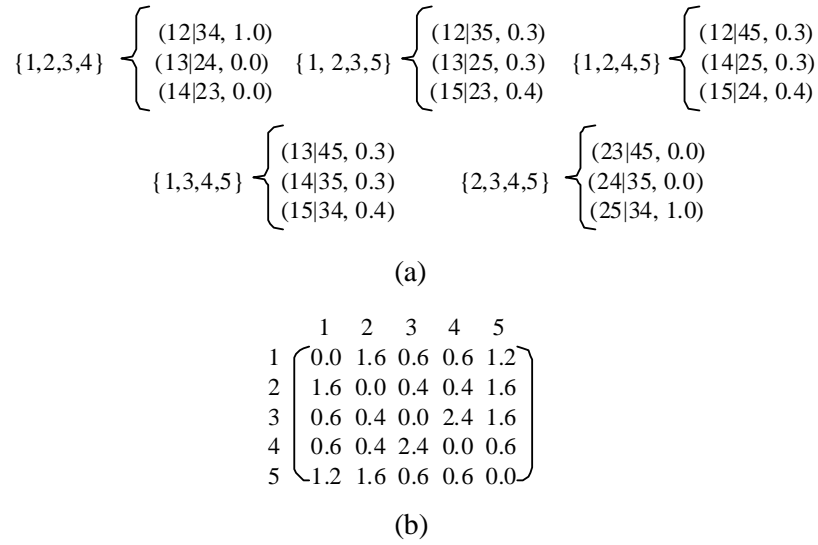 {1,2,3,4} (12|34, 1.0) (13|24, 0.0) (14|23, 0.0)
{1, 2,3,5} (12|35, 0.3) (13|25, 0.3) (15|23, 0.4)
{1,2,4,5} (12|45, 0.3) (14|25, 0.3) (15|24, 0.4)
{1,3,4,5} (13|45, 0.3) (14|35, 0.3) (15|34, 0.4)
{2,3,4,5} (23|45, 0.0) (24|35, 0.0) (25|34, 1.0)
(a)
1 2 3 4 5
1 0.0 1.6 0.6 0.6 1.2
2 1.6 0.0 0.4 0.4 1.6
3 0.6 0.4 0.0 2.4 1.6
4 0.6 0.4 2.4 0.0 0.6
5 1.2 1.6 0.6 0.6 0.0
(b)